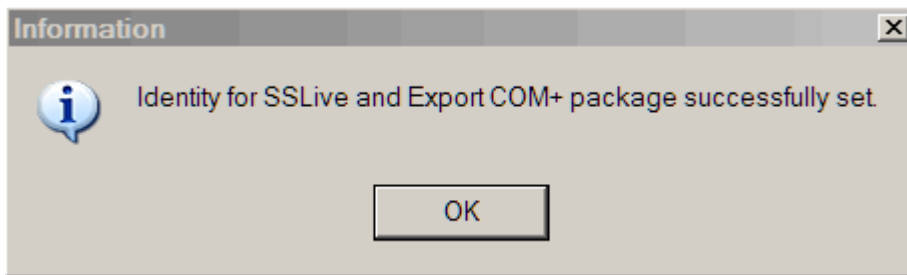 Information
Identity for SSLive and Export COM+ package successfully set.
OK